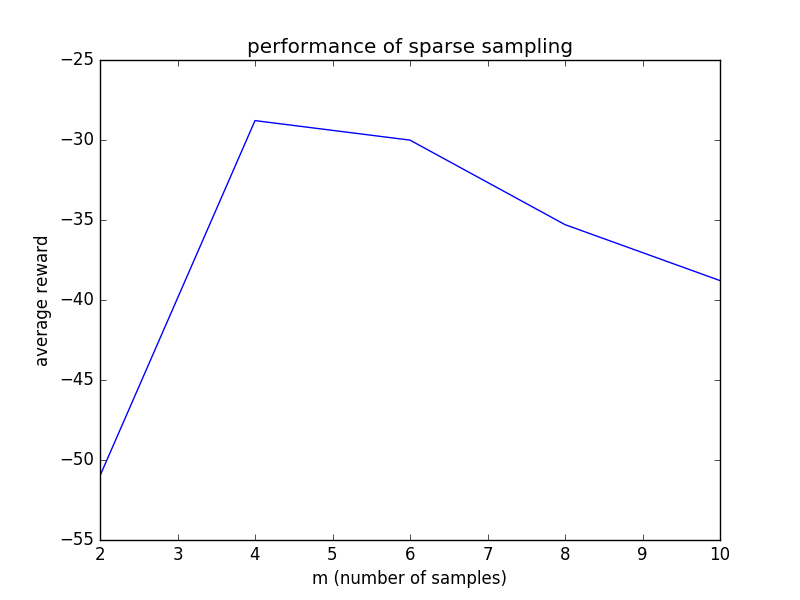 performance of sparse sampling
−25
−30
−35
−40
−45
−50
−55
average reward
2 3 4 5 6 7 8 9 10
m (number of samples)